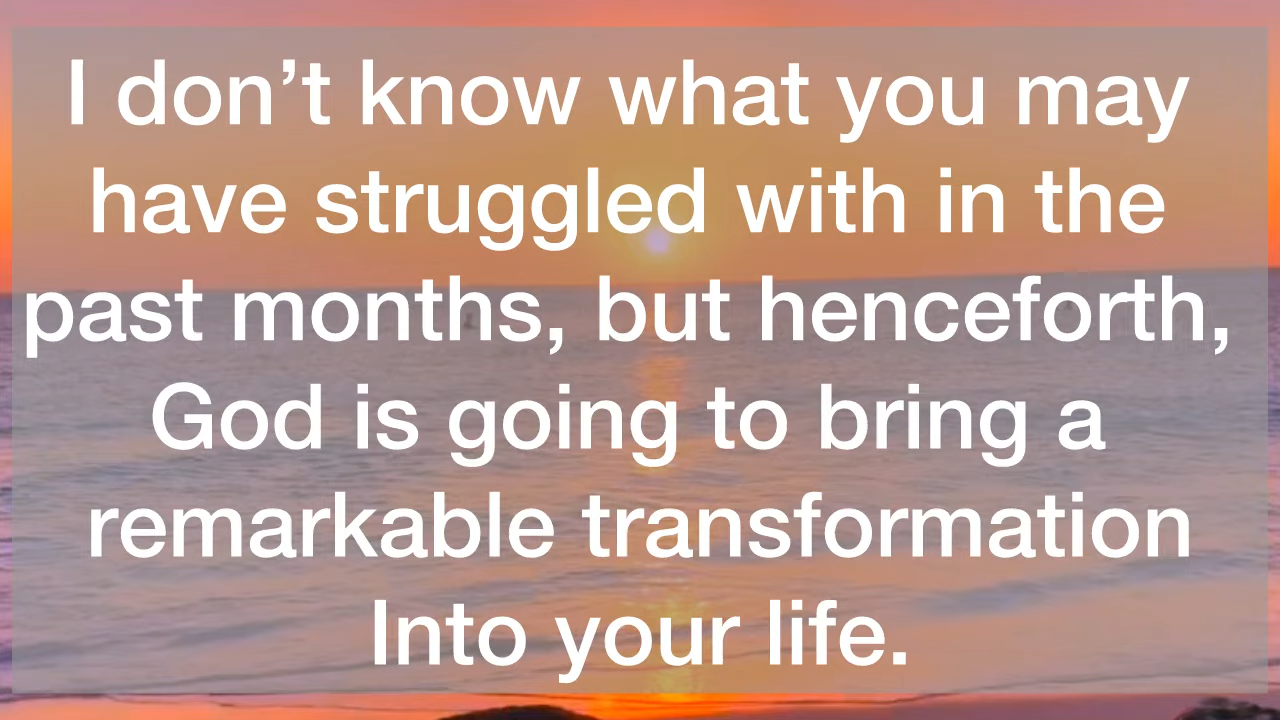 I don’t know what you may
have struggled with in the
past months, but henceforth,
God is going to bring a
remarkable transformation
Into your life.